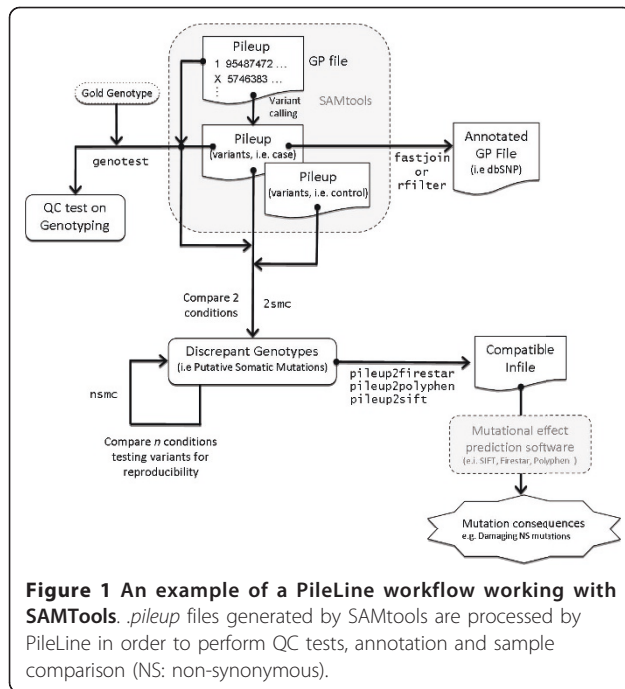 Pileup
1 95487472 ...
X 5746383 ...
⋮
GP file
Variant
calling
SAMtools
Gold Genotype
genotest
Pileup
(variants, i.e. case)
Pileup
(variants, i.e. control}
fastjoin
or
rfilter
Annotated
GP File
(i.e dbSNP)
QC test on
Genotyping
Compare 2
conditions
2smc
Discrepant Genotypes
(i.e Putative Somatic Mutations)
nsmc
Compare n conditions
testing variants for
reproducibility
pileup2firestar
pileup2polyphen
pileup2sift
Compatible
Infile
Mutational effect
prediction software
(e.i. SIFT, Firestar, Polyphen )
Mutation consequences
e.g. Damaging NS mutations
Figure 1 An example of a PileLine workflow working with
SAMTools. .pileup files generated by SAMtools are processed by
PileLine in order to perform QC tests, annotation and sample
comparison (NS: non-synonymous).